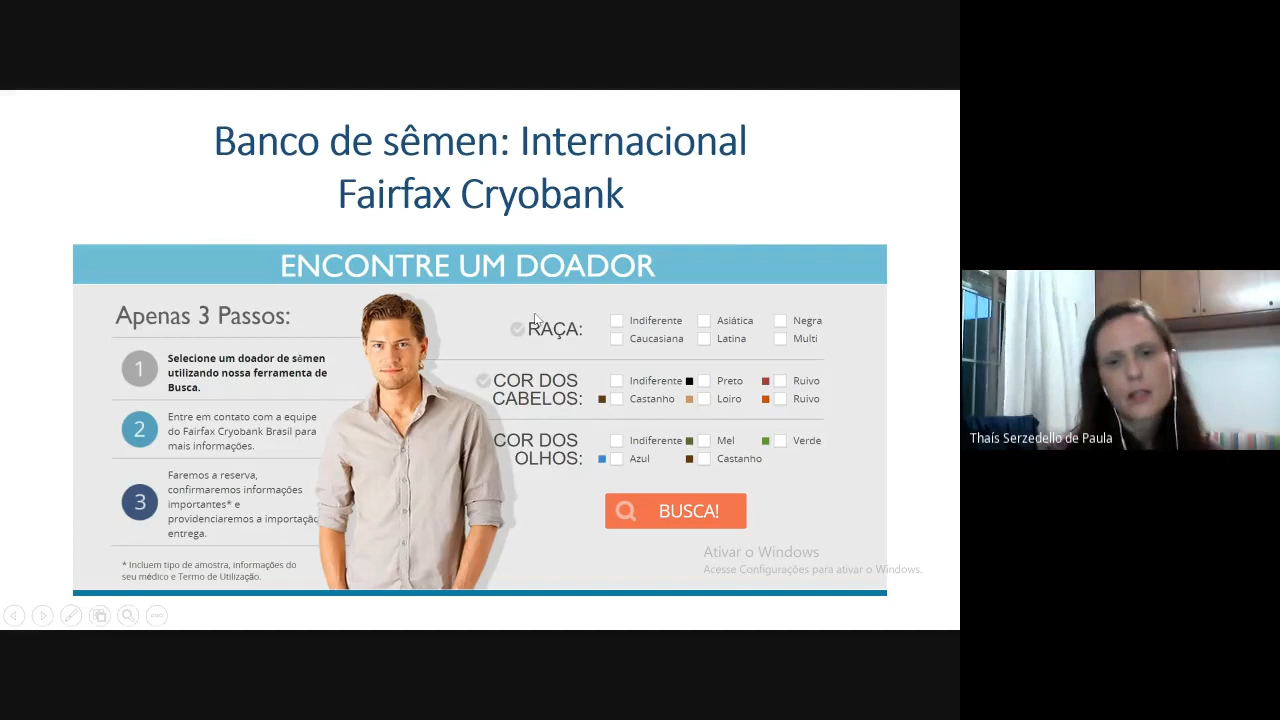 Banco de sêmen: Internacional
Fairfax Cryobank
ENCONTRE UM DOADOR
Apenas 3 Passos:
1
Selecione um doador de sêmen
utilizando nossa ferramenta de
Busca.
2
Entre em contato com a equipe
do Fairfax Cryobank Brasil para
mais informações.
3
Faremos a reserva,
confirmaremos informações
importantes* e
providenciaremos a importação
entrega.
* Incluem tipo de amostra, informações do
seu médico e Termo de Utilização.
RAÇA:
Indiferente Asiática Negra
Caucasiana Latina Multi
COR DOS
CABELOS:
Indiferente Preto Ruivo
Castanho Loiro Ruivo
COR DOS
OLHOS:
Indiferente Mel Verde
Azul Castanho
BUSCA!
Ativar o Windows
Acesse Configurações para ativar o Windows.
Thaís Serzedello de Paula